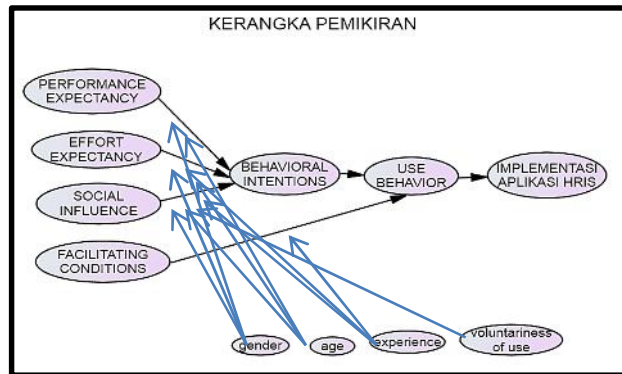 KERANGKA PEMIKIRAN
PERFORMANCE
EXPECTANCY
EFFORT
EXPECTANCY
SOCIAL
INFLUENCE
FACILITATING
CONDITIONS
BEHAVIORAL
INTENTIONS
USE
BEHAVIOR
IMPLEMENTASI
APLIKASI HRIS
gender
age
experience
voluntariness
of use